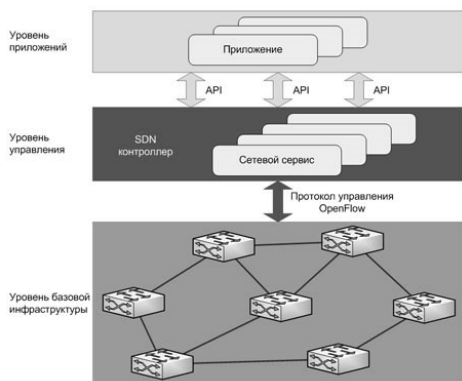 Уровень
приложений
Приложение
API
API
API
Уровень
управления
SDN
контроллер
Сетевой сервис
Протокол управления
OpenFlow
Уровень базовой
инфраструктуры